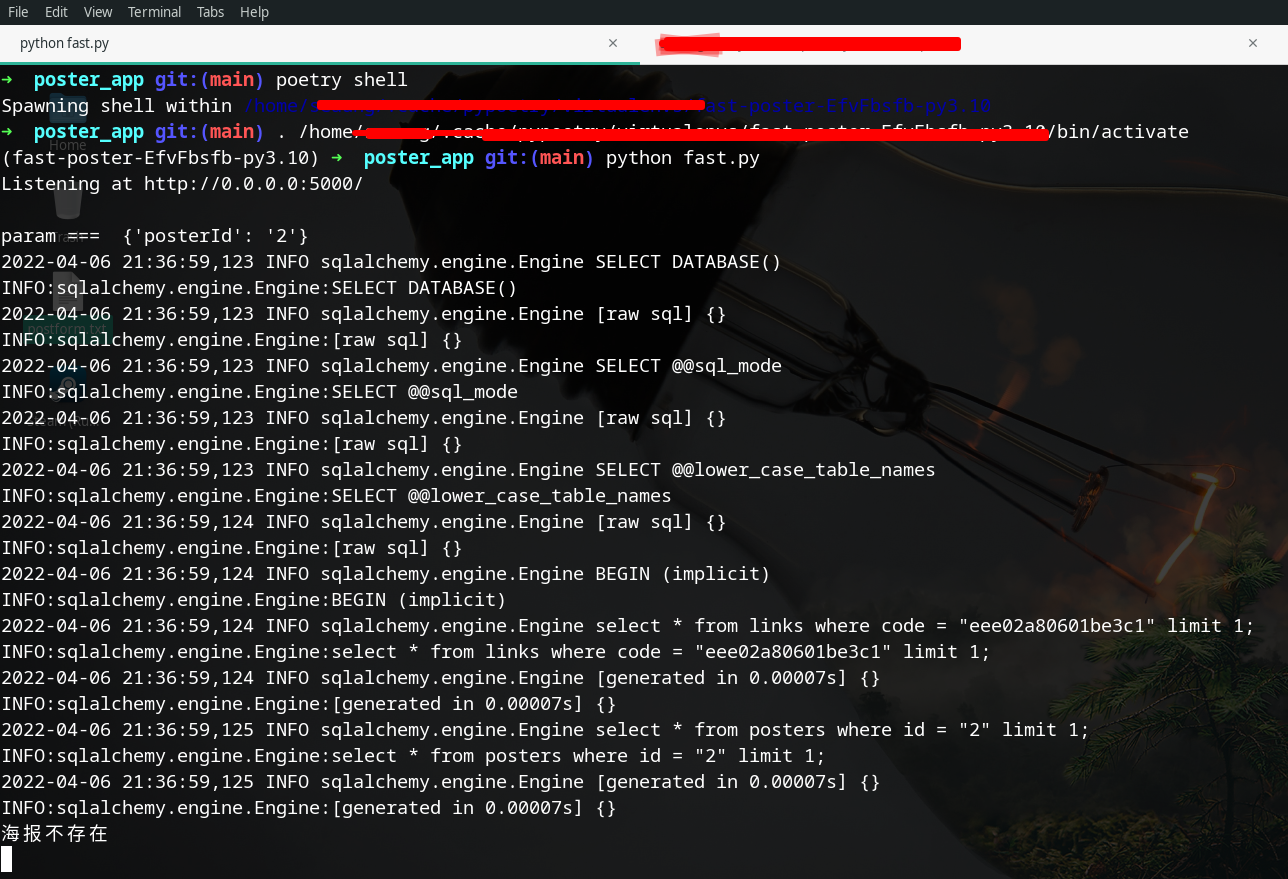 File Edit View Terminal Tabs Help
python fast.py
➜ poster_app git:(main) poetry shell
Spawning shell within /home/ ast-poster-EfvFbsfb-py3.10
➜ poster_app git:(main) . /home/ /bin/activate
(fast-poster-EfvFbsfb-py3.10) ➜ poster_app git:(main) python fast.py
Listening at http://0.0.0.0:5000/
Home
Trash
param === {'posterId': '2'}
2022-04-06 21:36:59,123 INFO sqlalchemy.engine.Engine SELECT DATABASE()
INFO:sqlalchemy.engine.Engine:SELECT DATABASE()
2022-04-06 21:36:59,123 INFO sqlalchemy.engine.Engine [raw sql] {}
postform.txt
INFO:sqlalchemy.engine.Engine:[raw sql] {}
2022-04-06 21:36:59,123 INFO sqlalchemy.engine.Engine SELECT @@sql_mode
INFO:sqlalchemy.engine.Engine:SELECT @@sql_mode
2022-04-06 21:36:59,123 INFO sqlalchemy.engine.Engine [raw sql] {}
INFO:sqlalchemy.engine.Engine:[raw sql] {}
2022-04-06 21:36:59,123 INFO sqlalchemy.engine.Engine SELECT @@lower_case_table_names
INFO:sqlalchemy.engine.Engine:SELECT @@lower_case_table_names
2022-04-06 21:36:59,124 INFO sqlalchemy.engine.Engine [raw sql] {}
INFO:sqlalchemy.engine.Engine:[raw sql] {}
2022-04-06 21:36:59,124 INFO sqlalchemy.engine.Engine BEGIN (implicit)
INFO:sqlalchemy.engine.Engine:BEGIN (implicit)
2022-04-06 21:36:59,124 INFO sqlalchemy.engine.Engine select * from links where code = "eee02a80601be3c1" limit 1;
INFO:sqlalchemy.engine.Engine:select * from links where code = "eee02a80601be3c1" limit 1;
2022-04-06 21:36:59,124 INFO sqlalchemy.engine.Engine [generated in 0.00007s] {}
INFO:sqlalchemy.engine.Engine:[generated in 0.00007s] {}
2022-04-06 21:36:59,125 INFO sqlalchemy.engine.Engine select * from posters where id = "2" limit 1;
INFO:sqlalchemy.engine.Engine:select * from posters where id = "2" limit 1;
2022-04-06 21:36:59,125 INFO sqlalchemy.engine.Engine [generated in 0.00007s] {}
INFO:sqlalchemy.engine.Engine:[generated in 0.00007s] {}
海报不存在